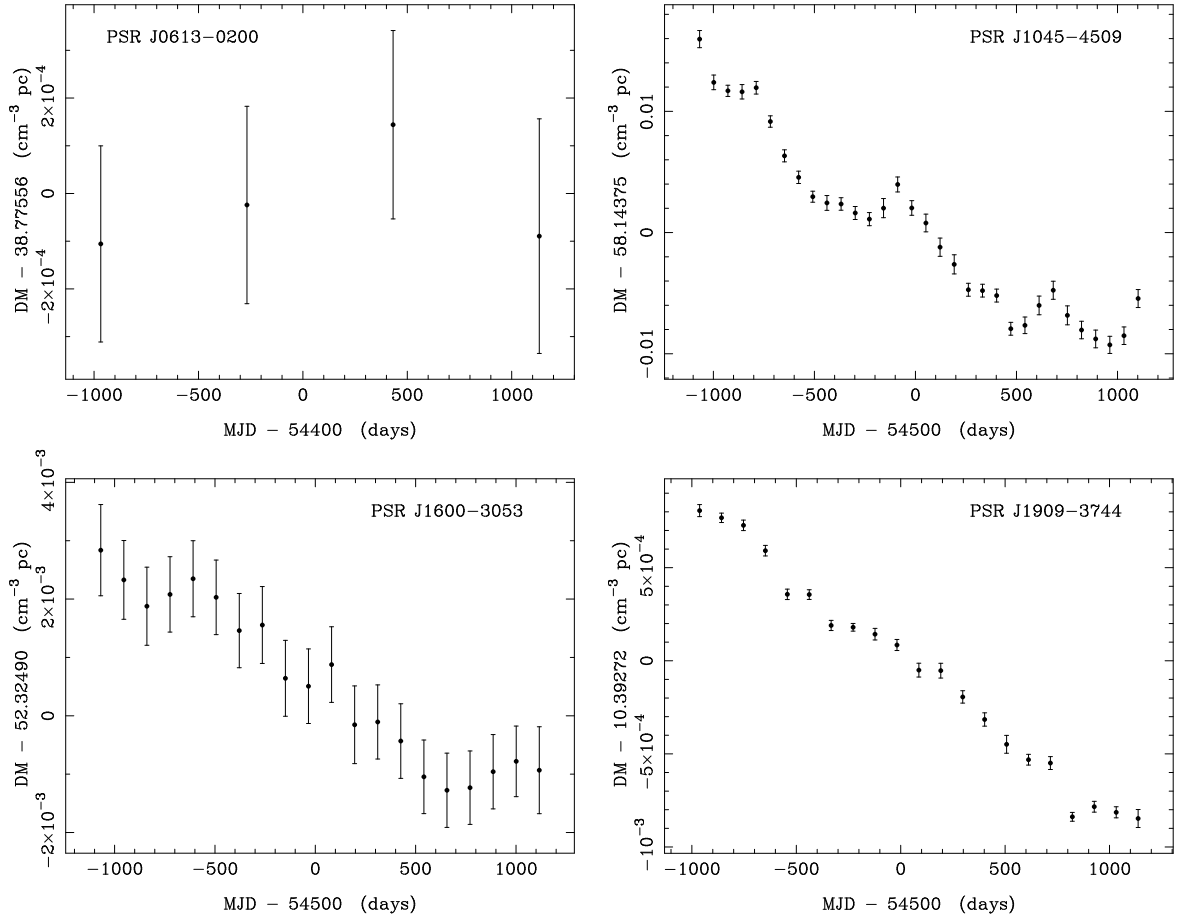 PSR J0613−0200
DM − 38.77556 (cm⁻³ pc)
2×10⁻⁴
0
−2×10⁻⁴
−1000 −500 0 500 1000
MJD − 54400 (days)
PSR J1045−4509
DM − 58.14375 (cm⁻³ pc)
0.01
0
−0.01
−1000 −500 0 500 1000
MJD − 54500 (days)
PSR J1600−3053
DM − 52.32490 (cm⁻³ pc)
4×10⁻³
2×10⁻³
0
−2×10⁻³
−1000 −500 0 500 1000
MJD − 54500 (days)
PSR J1909−3744
DM − 10.39272 (cm⁻³ pc)
5×10⁻⁴
0
−5×10⁻⁴
−10⁻³
−1000 −500 0 500 1000
MJD − 54500 (days)